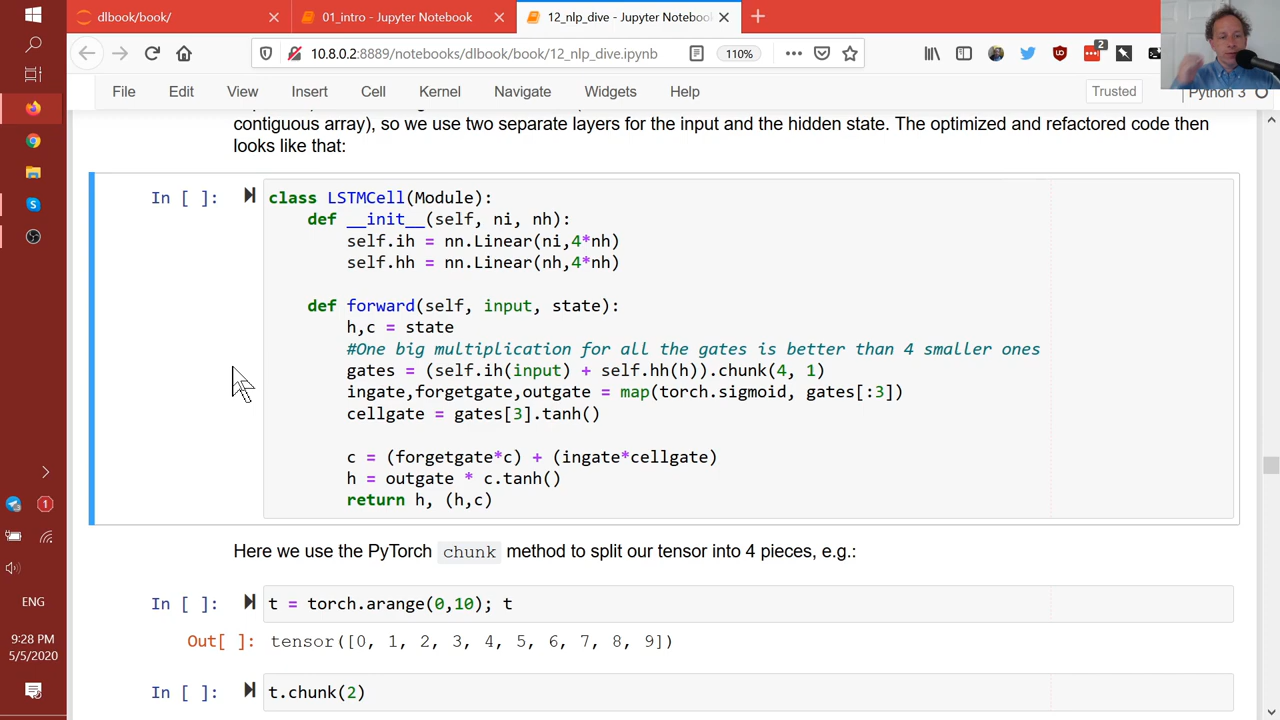 dlbook/book/
01_intro - Jupyter Notebook
12_nlp_dive - Jupyter Notebook
10.8.0.2:8889/notebooks/dlbook/book/12_nlp_dive.ipynb
110%
2
File Edit View Insert Cell Kernel Navigate Widgets Help
Trusted
Python 3
contiguous array), so we use two separate layers for the input and the hidden state. The optimized and refactored code then
looks like that:
In [ ]:
class LSTMCell(Module):
def __init__(self, ni, nh):
self.ih = nn.Linear(ni,4*nh)
self.hh = nn.Linear(nh,4*nh)
def forward(self, input, state):
h,c = state
#One big multiplication for all the gates is better than 4 smaller ones
gates = (self.ih(input) + self.hh(h)).chunk(4, 1)
ingate,forgetgate,outgate = map(torch.sigmoid, gates[:3])
cellgate = gates[3].tanh()
c = (forgetgate*c) + (ingate*cellgate)
h = outgate * c.tanh()
return h, (h,c)
Here we use the PyTorch chunk method to split our tensor into 4 pieces, e.g.:
In [ ]: t = torch.arange(0,10); t
Out[ ]: tensor([0, 1, 2, 3, 4, 5, 6, 7, 8, 9])
In [ ]: t.chunk(2)
1
ENG
9:28 PM
5/5/2020